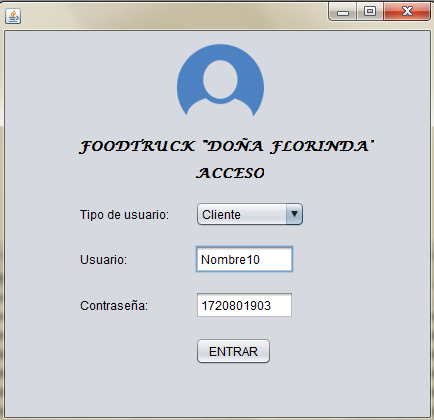 FOODTRUCK "DOÑA FLORINDA"
ACCESO
Tipo de usuario: Cliente
Usuario: Nombre10
Contraseña: 1720801903
ENTRAR